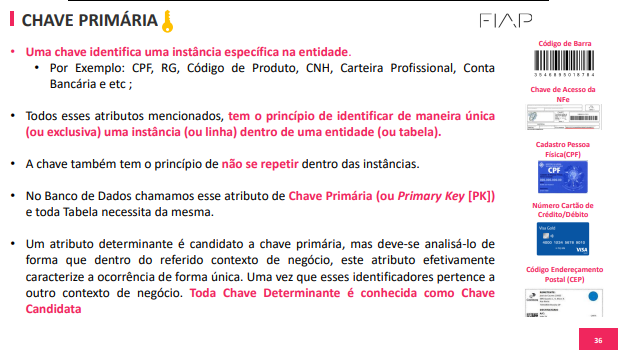 CHAVE PRIMÁRIA
FIAP
• Uma chave identifica uma instância específica na entidade.
• Por Exemplo: CPF, RG, Código de Produto, CNH, Carteira Profissional, Conta
Bancária e etc ;
• Todos esses atributos mencionados, tem o princípio de identificar de maneira única
(ou exclusiva) uma instância (ou linha) dentro de uma entidade (ou tabela).
• A chave também tem o princípio de não se repetir dentro das instâncias.
• No Banco de Dados chamamos esse atributo de Chave Primária (ou Primary Key [PK])
e toda Tabela necessita da mesma.
• Um atributo determinante é candidato a chave primária, mas deve-se analisá-lo de
forma que dentro do referido contexto de negócio, este atributo efetivamente
caracterize a ocorrência de forma única. Uma vez que esses identificadores pertence a
outro contexto de negócio. Toda Chave Determinante é conhecida como Chave
Candidata
Código de Barra
Chave de Acesso da
NFe
Cadastro Pessoa
Física(CPF)
CPF
Número Cartão de
Crédito/Débito
Visa Gold
VISA
Código Endereçamento
Postal (CEP)
36